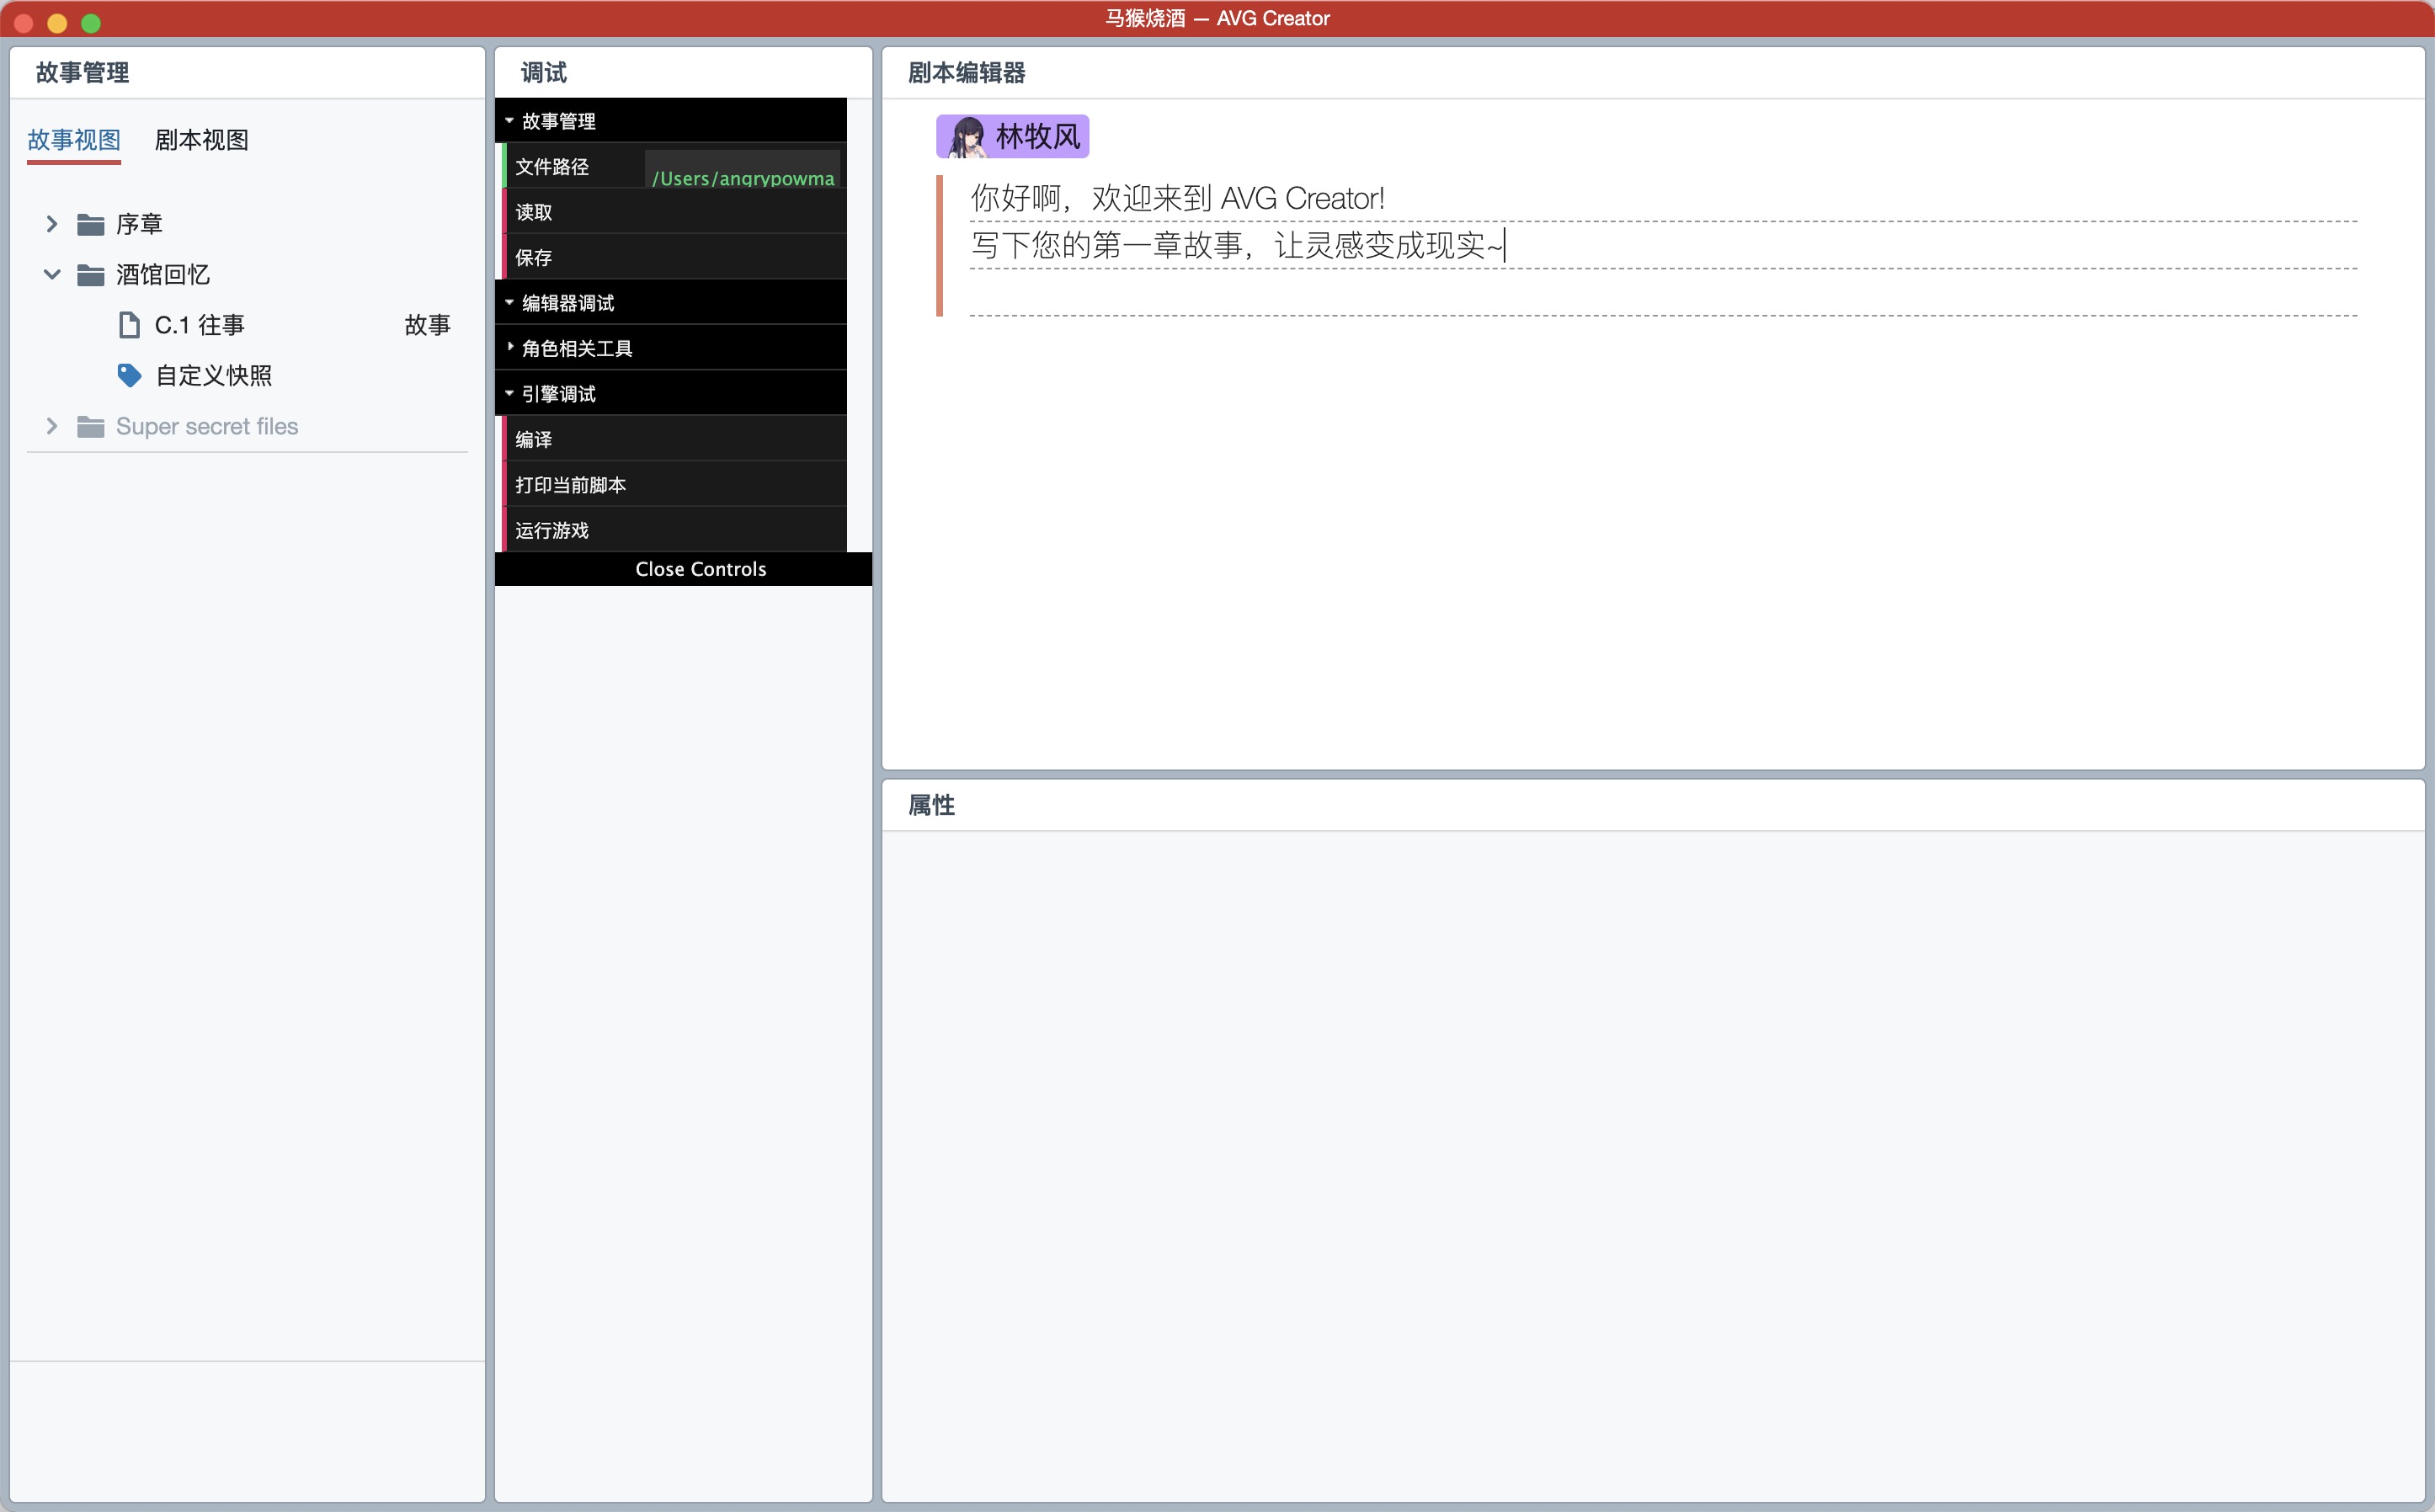 马猴烧酒 — AVG Creator
故事管理
故事视图 剧本视图
序章
酒馆回忆
C.1 往事 故事
自定义快照
Super secret files
调试
故事管理
文件路径 /Users/angrypowma
读取
保存
编辑器调试
角色相关工具
引擎调试
编译
打印当前脚本
运行游戏
Close Controls
剧本编辑器
林牧风
你好啊，欢迎来到 AVG Creator!
写下您的第一章故事，让灵感变成现实~
属性